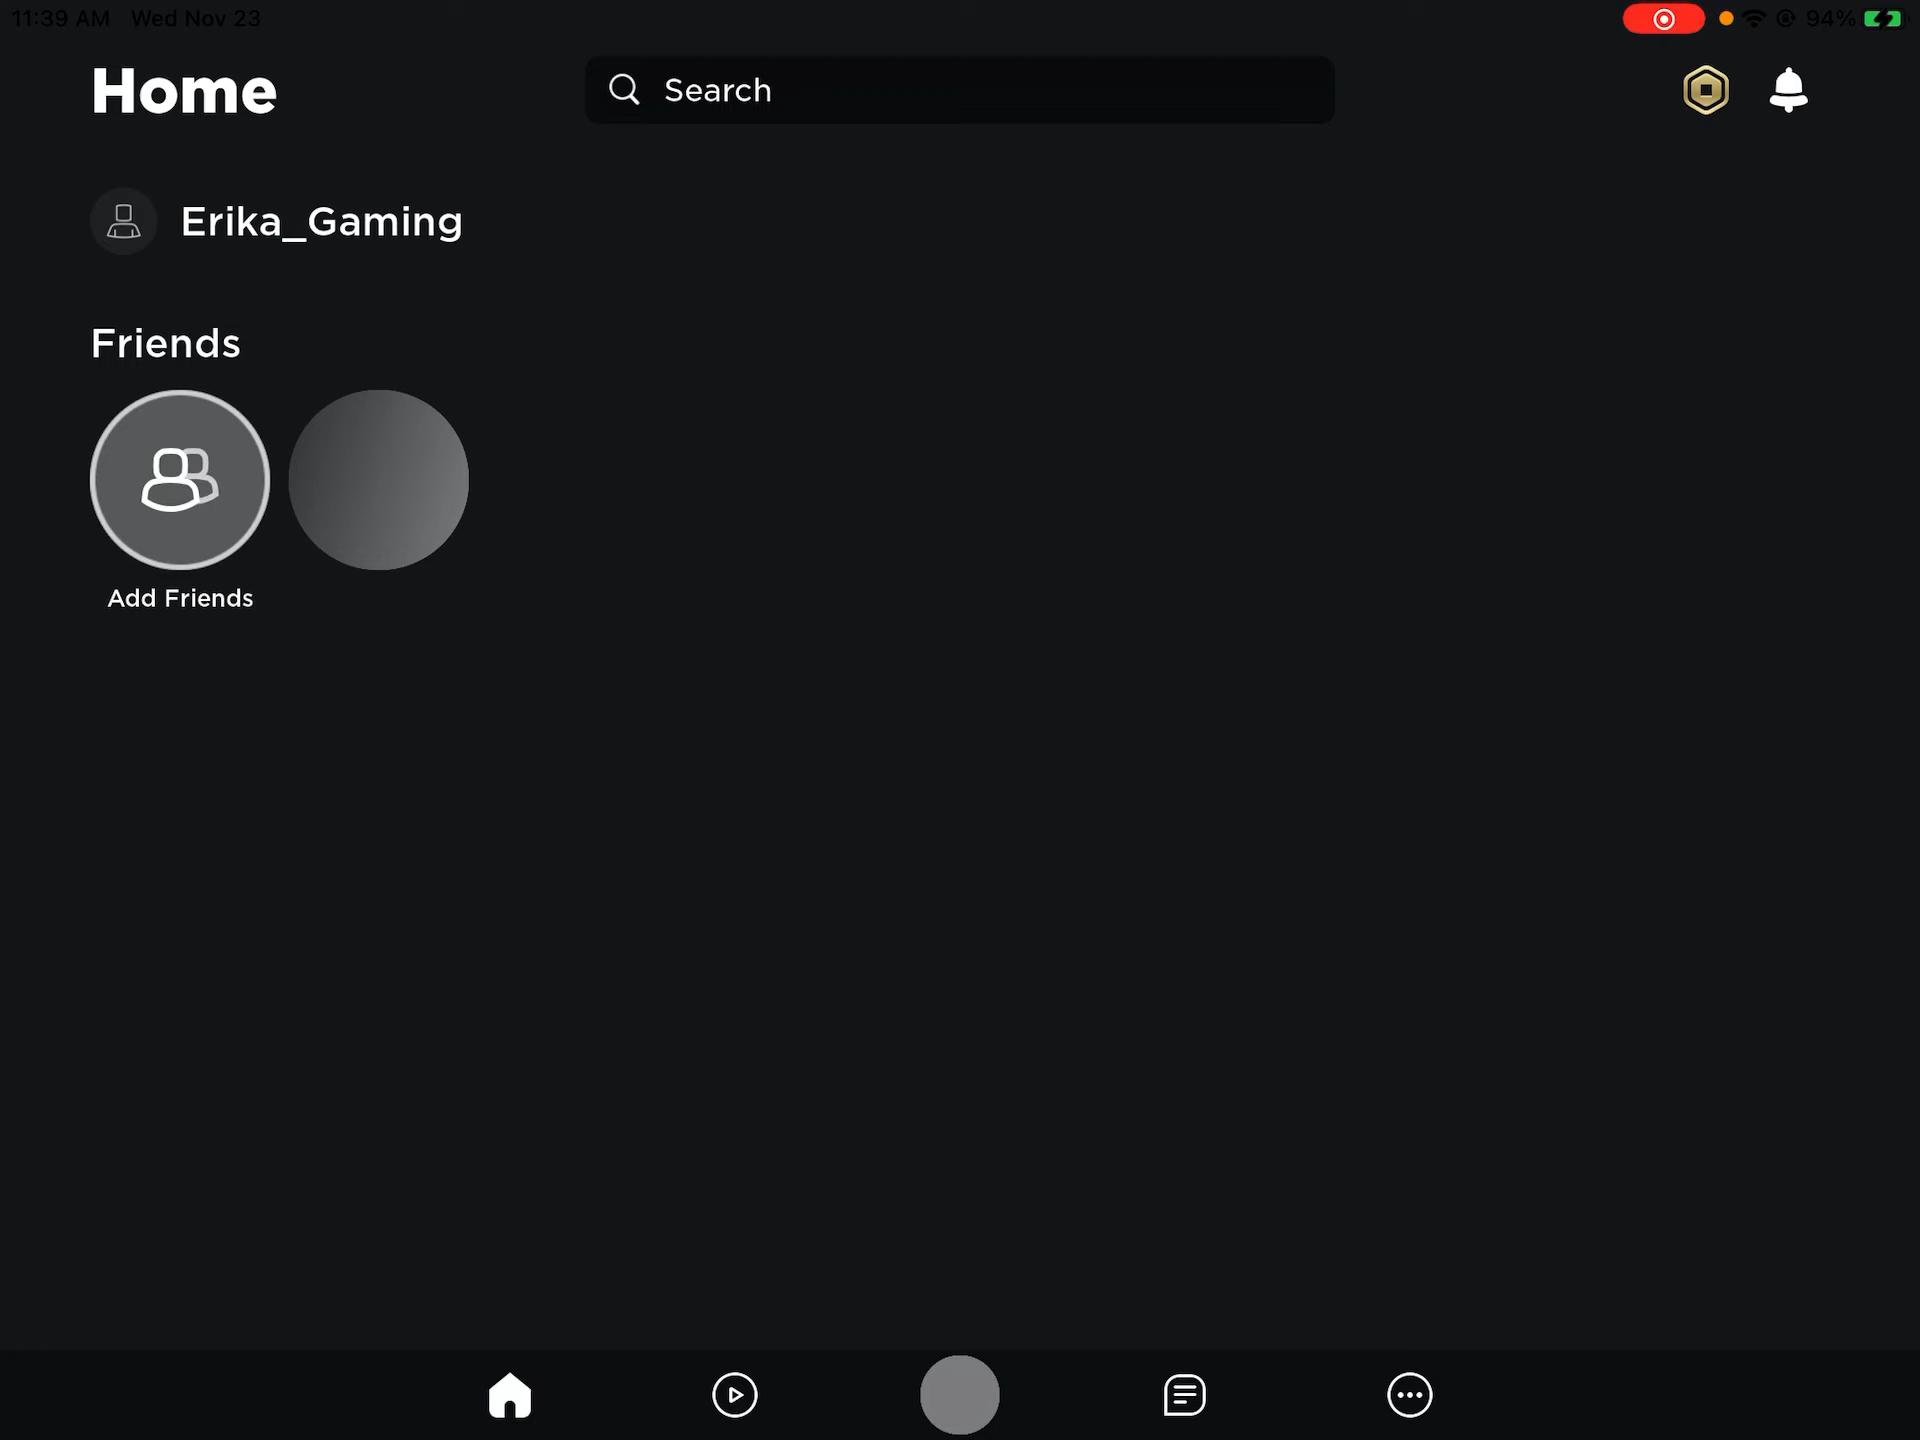 11:39 AM Wed Nov 23
94%
Home
Search
Erika_Gaming
Friends
Add Friends